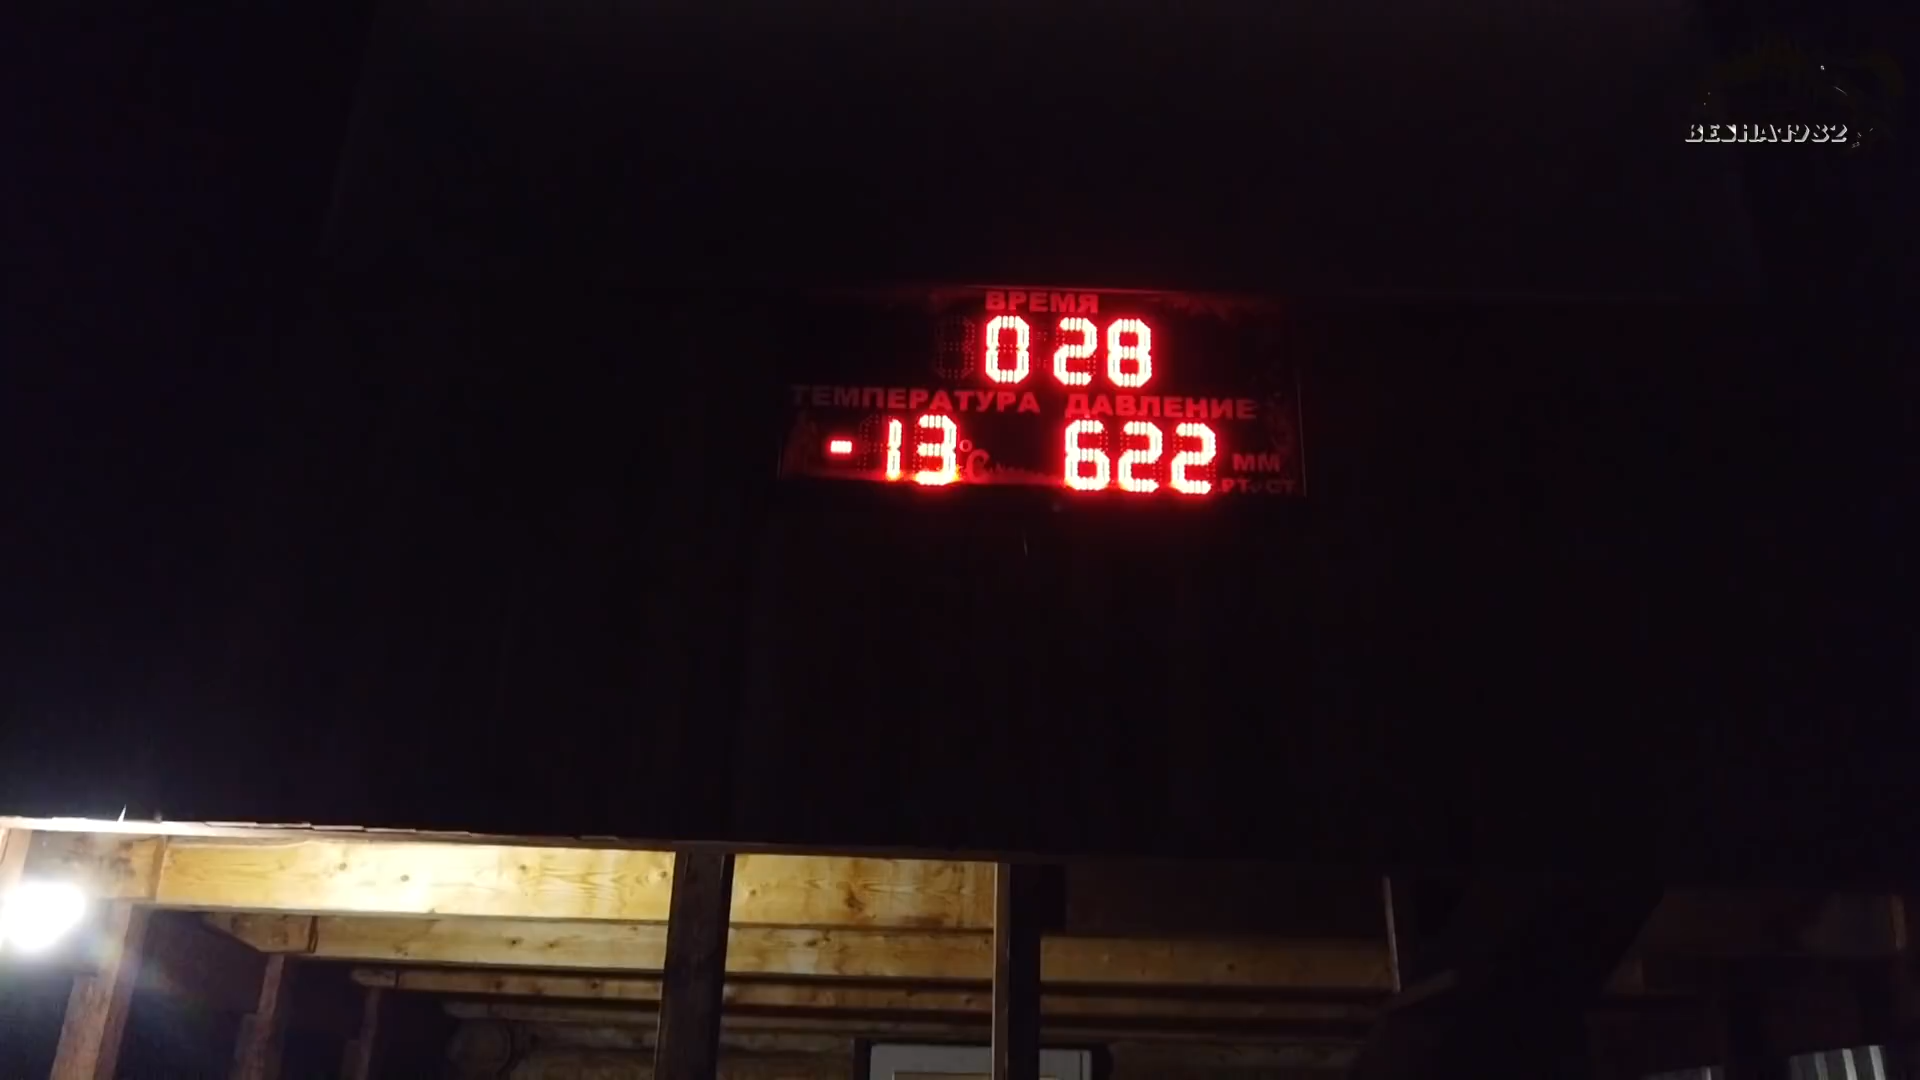 BESHA1982
ВРЕМЯ
0 28
ТЕМПЕРАТУРА ДАВЛЕНИЕ
-13 °C 622 ММ
РТ. СТ